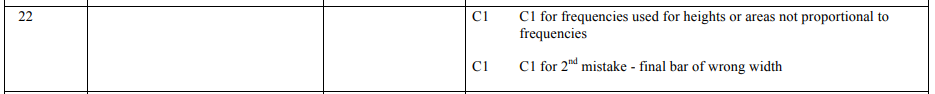 22 C1 C1 for frequencies used for heights or areas not proportional to
frequencies
C1 C1 for 2nd mistake - final bar of wrong width